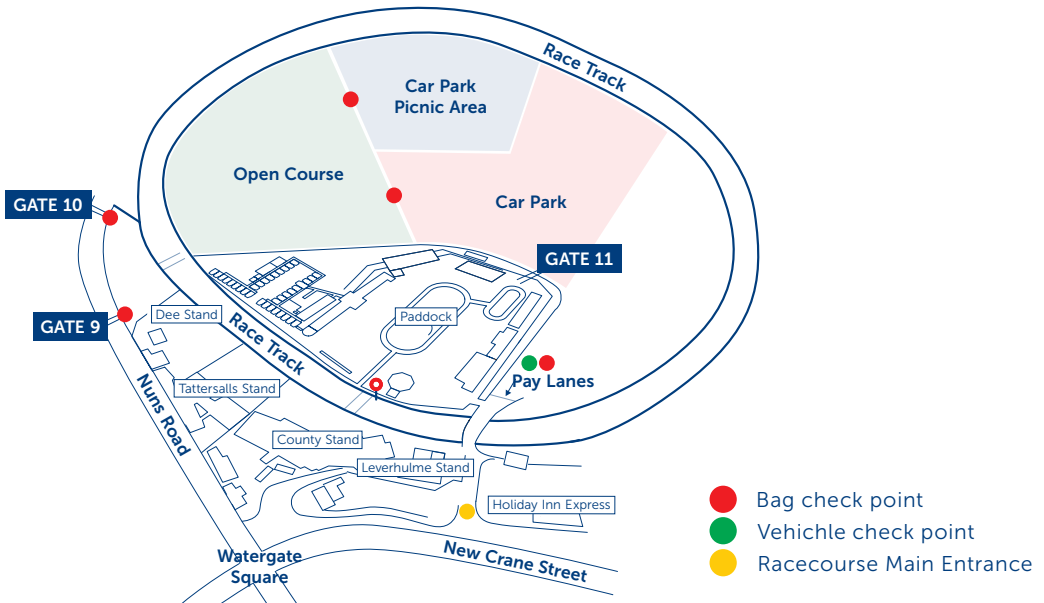 Race Track
Car Park
Picnic Area
Open Course
Car Park
GATE 10
GATE 11
GATE 9
Dee Stand
Race Track
Paddock
Pay Lanes
Nuns Road
Tattersalls Stand
County Stand
Leverhulme Stand
Holiday Inn Express
Watergate
Square
New Crane Street
Bag check point
Vehichle check point
Racecourse Main Entrance